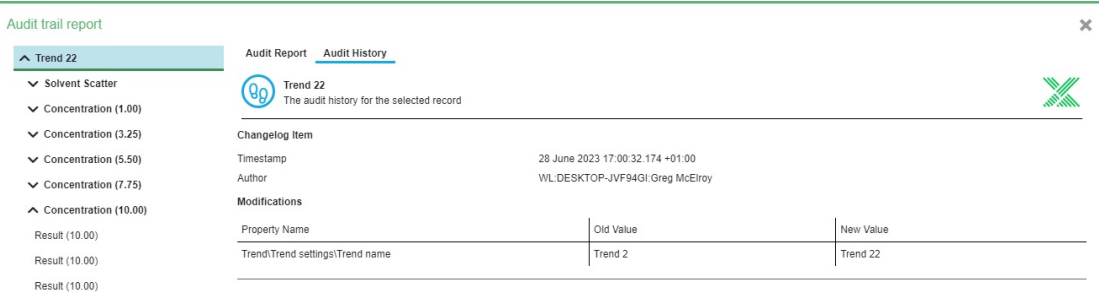 Audit trail report
Trend 22
Solvent Scatter
Concentration (1.00)
Concentration (3.25)
Concentration (5.50)
Concentration (7.75)
Concentration (10.00)
Result (10.00)
Result (10.00)
Result (10.00)
Audit Report Audit History
Trend 22
The audit history for the selected record
Changelog Item
Timestamp 28 June 2023 17:00:32.174 +01:00
Author WL:DESKTOP-JVF94GI:Greg McElroy
Modifications
Property Name Old Value New Value
Trend\Trend settings\Trend name Trend 2 Trend 22